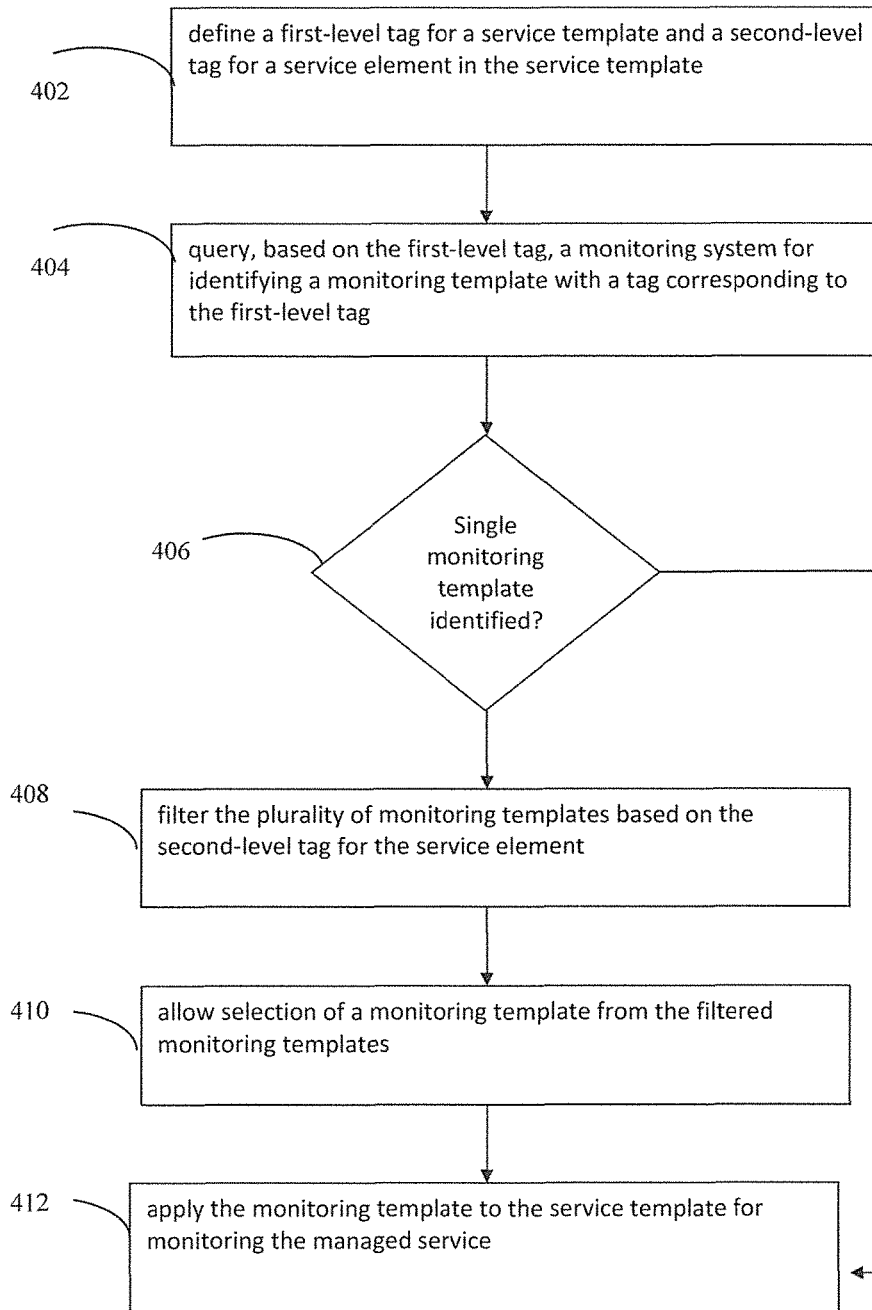 define a first-level tag for a service template and a second-level
tag for a service element in the service template
402
query, based on the first-level tag, a monitoring system for
identifying a monitoring template with a tag corresponding to
the first-level tag
404
Single
monitoring
template
identified?
406
408
filter the plurality of monitoring templates based on the
second-level tag for the service element
410
allow selection of a monitoring template from the filtered
monitoring templates
412
apply the monitoring template to the service template for
monitoring the managed service